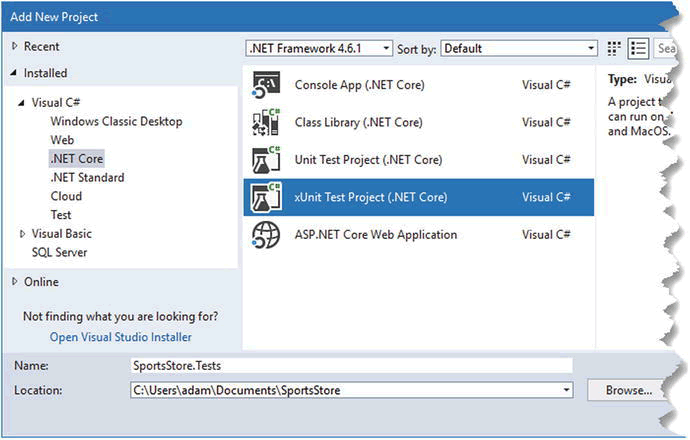 Add New Project
Recent
.NET Framework 4.6.1
Sort by:
Default
Sea
Installed
Visual C#
Windows Classic Desktop
Web
.NET Core
.NET Standard
Cloud
Test
Visual Basic
SQL Server
Online
Not finding what you are looking for?
Open Visual Studio Installer
Console App (.NET Core) Visual C#
Class Library (.NET Core) Visual C#
Unit Test Project (.NET Core) Visual C#
xUnit Test Project (.NET Core) Visual C#
ASP.NET Core Web Application Visual C#
Type: Visua
A project t
can run on
and MacOS.
Name: SportsStore.Tests
Location: C:\Users\adam\Documents\SportsStore
Browse...